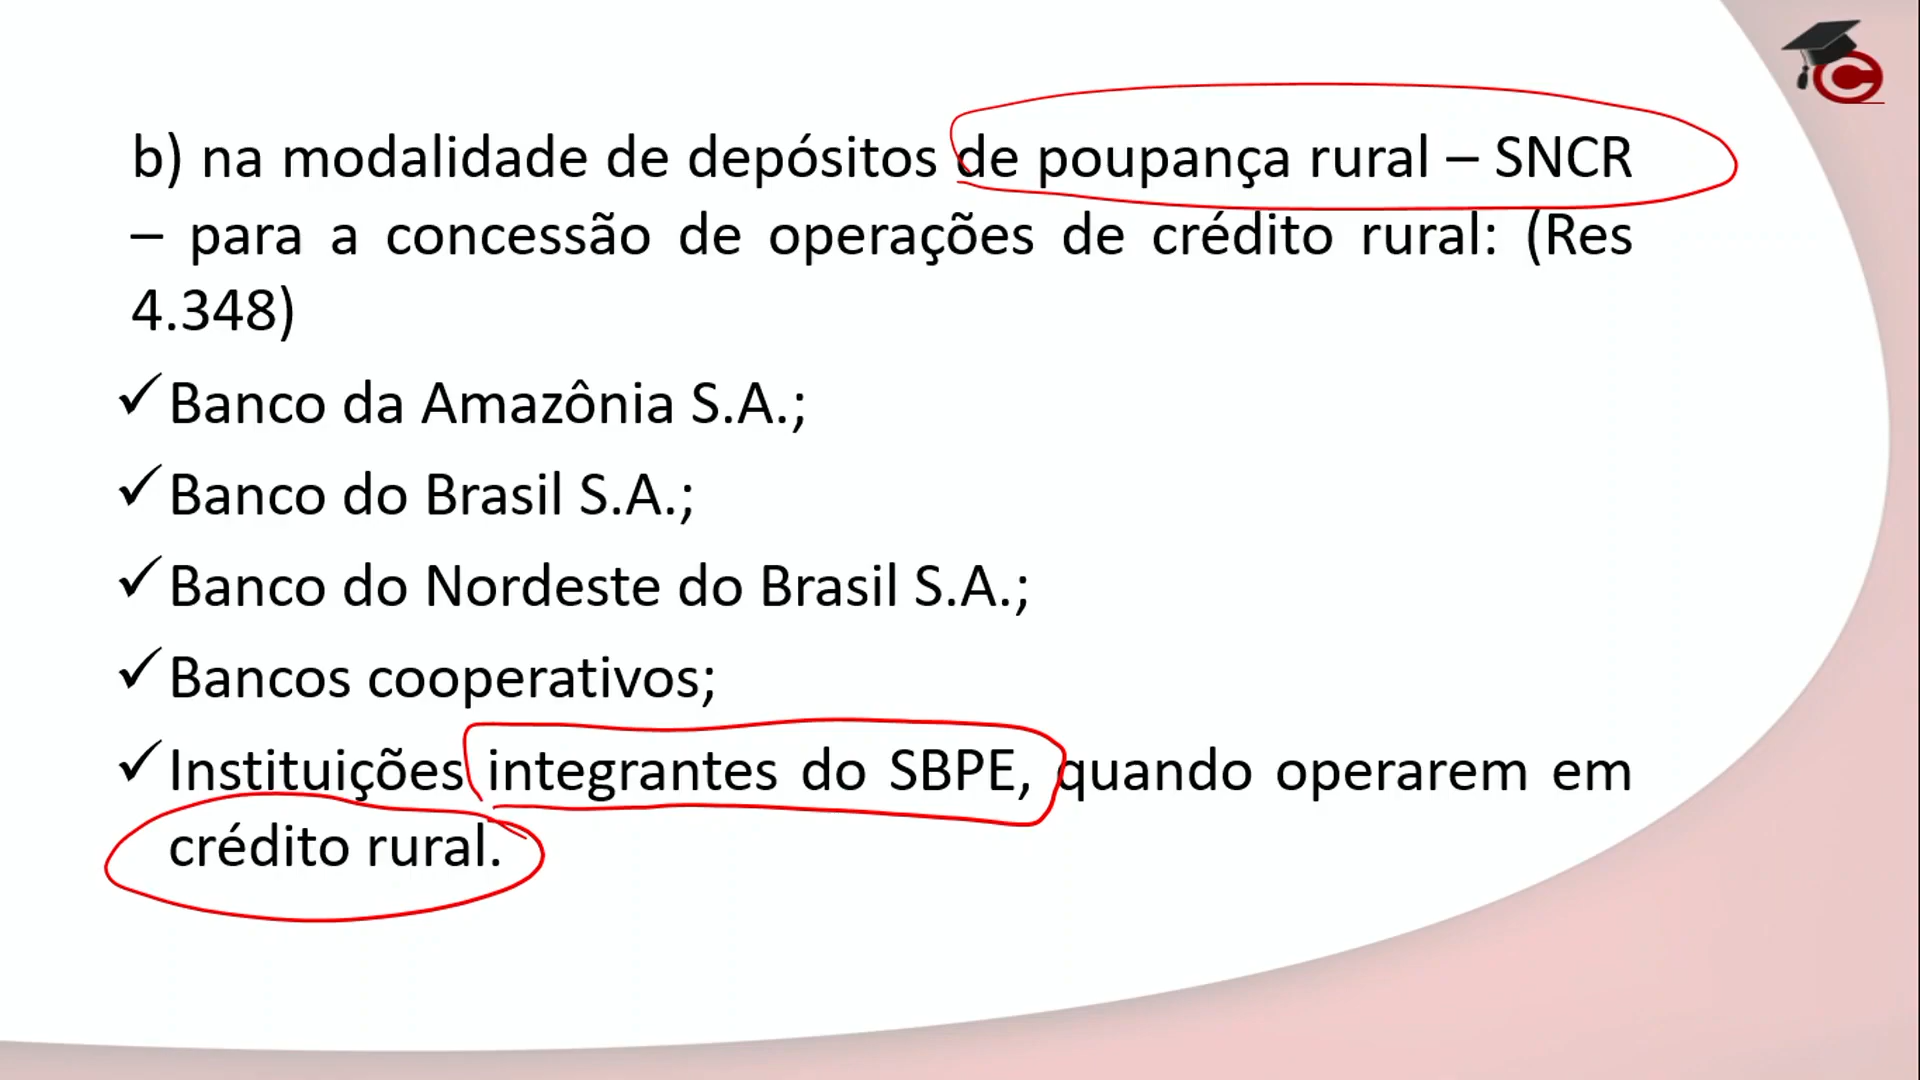 b) na modalidade de depósitos de poupança rural – SNCR
– para a concessão de operações de crédito rural: (Res
4.348)
✓Banco da Amazônia S.A.;
✓Banco do Brasil S.A.;
✓Banco do Nordeste do Brasil S.A.;
✓Bancos cooperativos;
✓Instituições integrantes do SBPE, quando operarem em
crédito rural.